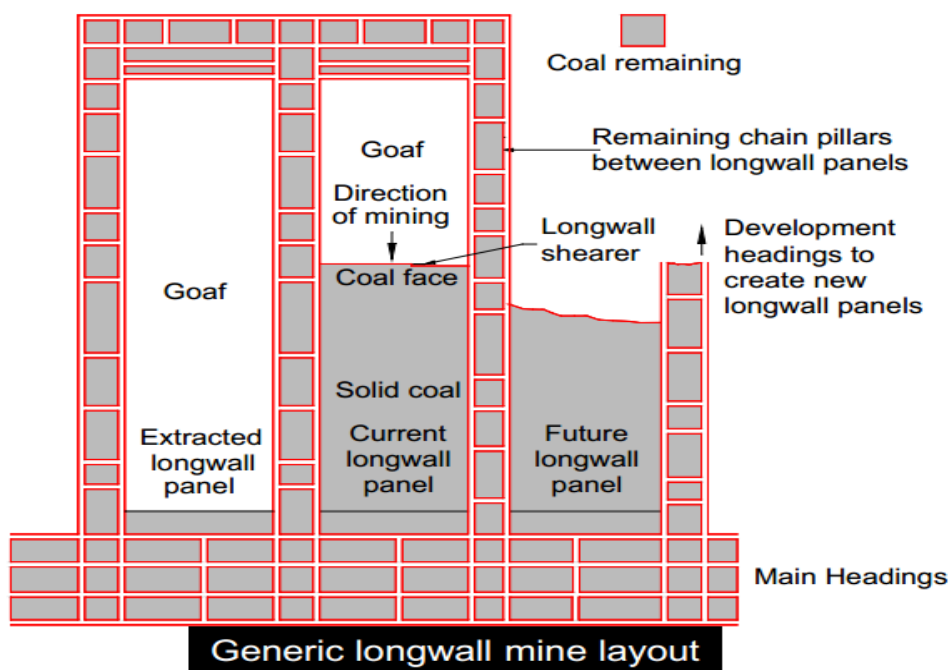 Coal remaining
Goaf
Remaining chain pillars
between longwall panels
Direction
of mining
Longwall
shearer
Development
headings to
create new
longwall panels
Coal face
Goaf
Solid coal
Extracted
longwall
panel
Current
longwall
panel
Future
longwall
panel
Main Headings
Generic longwall mine layout